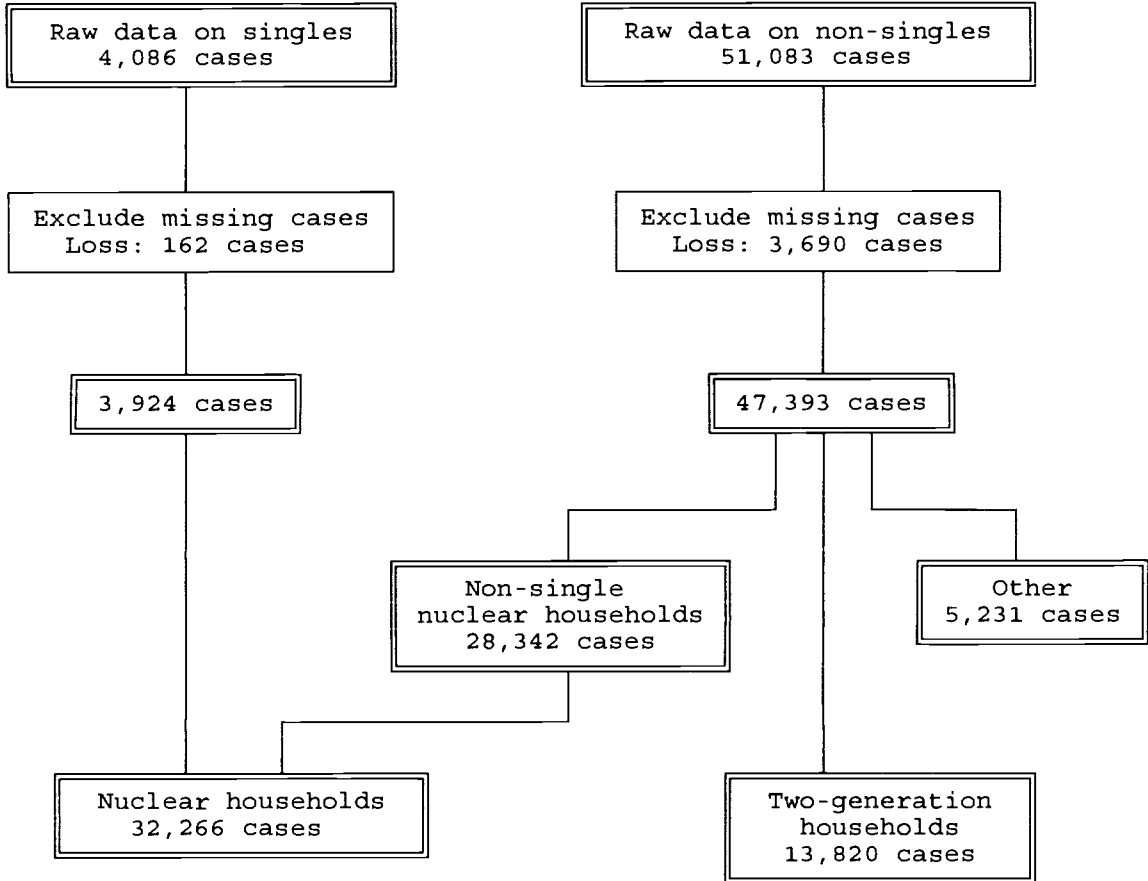 Raw data on singles
4,086 cases
Raw data on non-singles
51,083 cases
Exclude missing cases
Loss: 162 cases
Exclude missing cases
Loss: 3,690 cases
3,924 cases
47,393 cases
Non-single
nuclear households
28,342 cases
Other
5,231 cases
Nuclear households
32,266 cases
Two-generation
households
13,820 cases